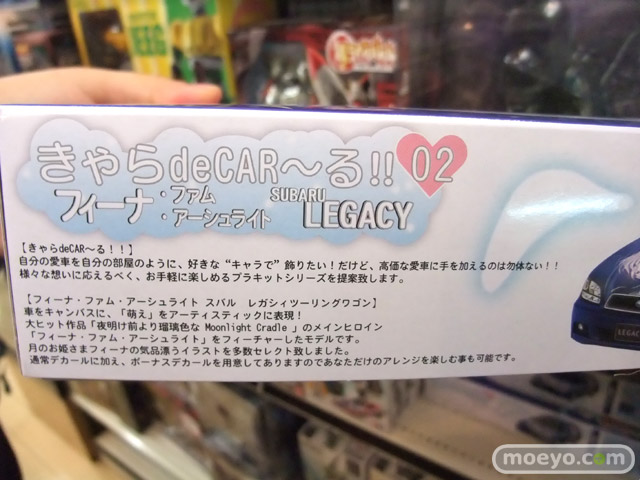 きゃらdeCAR〜る!! 02
フィーナ・ファム・アーシュライト SUBARU LEGACY
【きゃらdeCAR〜る！！】
自分の愛車を自分の部屋のように、好きな“キャラで”飾りたい！だけど、高価な愛車に手を加えるのは勿体ない！！
様々な想いに応えるべく、お手軽に楽しめるプラキットシリーズを提案致します。
【フィーナ・ファム・アーシュライト スバル レガシィツーリングワゴン】
車をキャンバスに、「萌え」をアーティスティックに表現！
大ヒット作品「夜明け前より瑠璃色な Moonlight Cradle 」のメインヒロイン
「フィーナ・ファム・アーシュライト」をフィーチャーしたモデルです。
月のお姫さまフィーナの気品漂うイラストを多数セレクト致しました。
通常デカールに加え、ボーナスデカールを用意してありますのであなただけのアレンジを楽しむ事も可能です。
moeyo.com